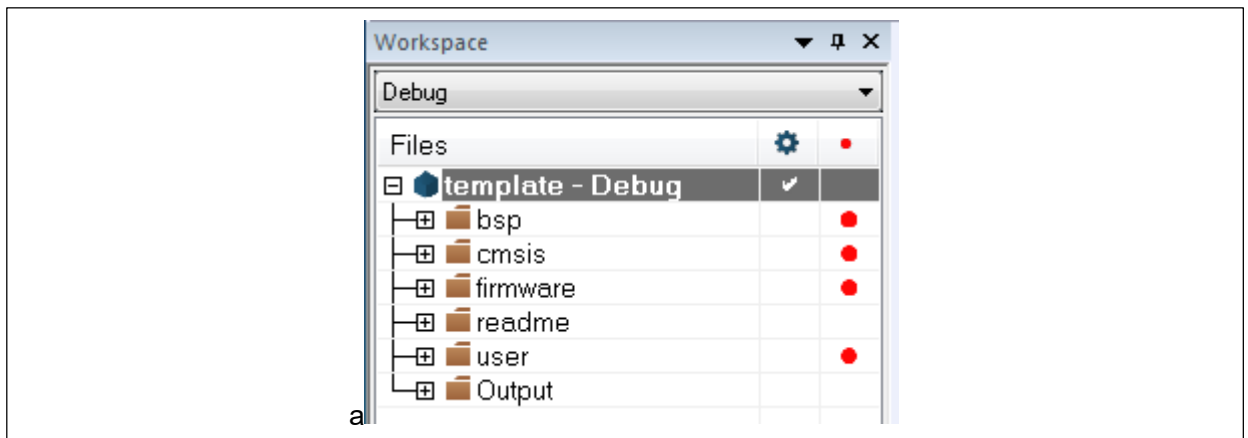 Workspace
Debug
Files
template - Debug
bsp
cmsis
firmware
readme
user
Output
a